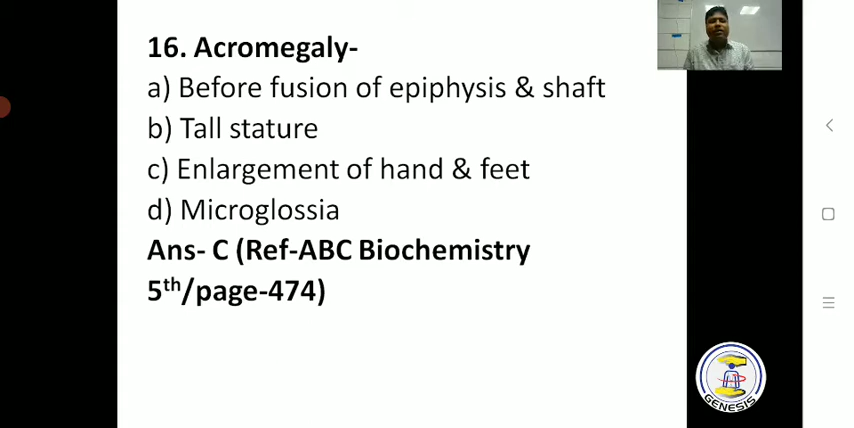 16. Acromegaly-
a) Before fusion of epiphysis & shaft
b) Tall stature
c) Enlargement of hand & feet
d) Microglossia
Ans- C (Ref-ABC Biochemistry
5th/page-474)
GENESIS